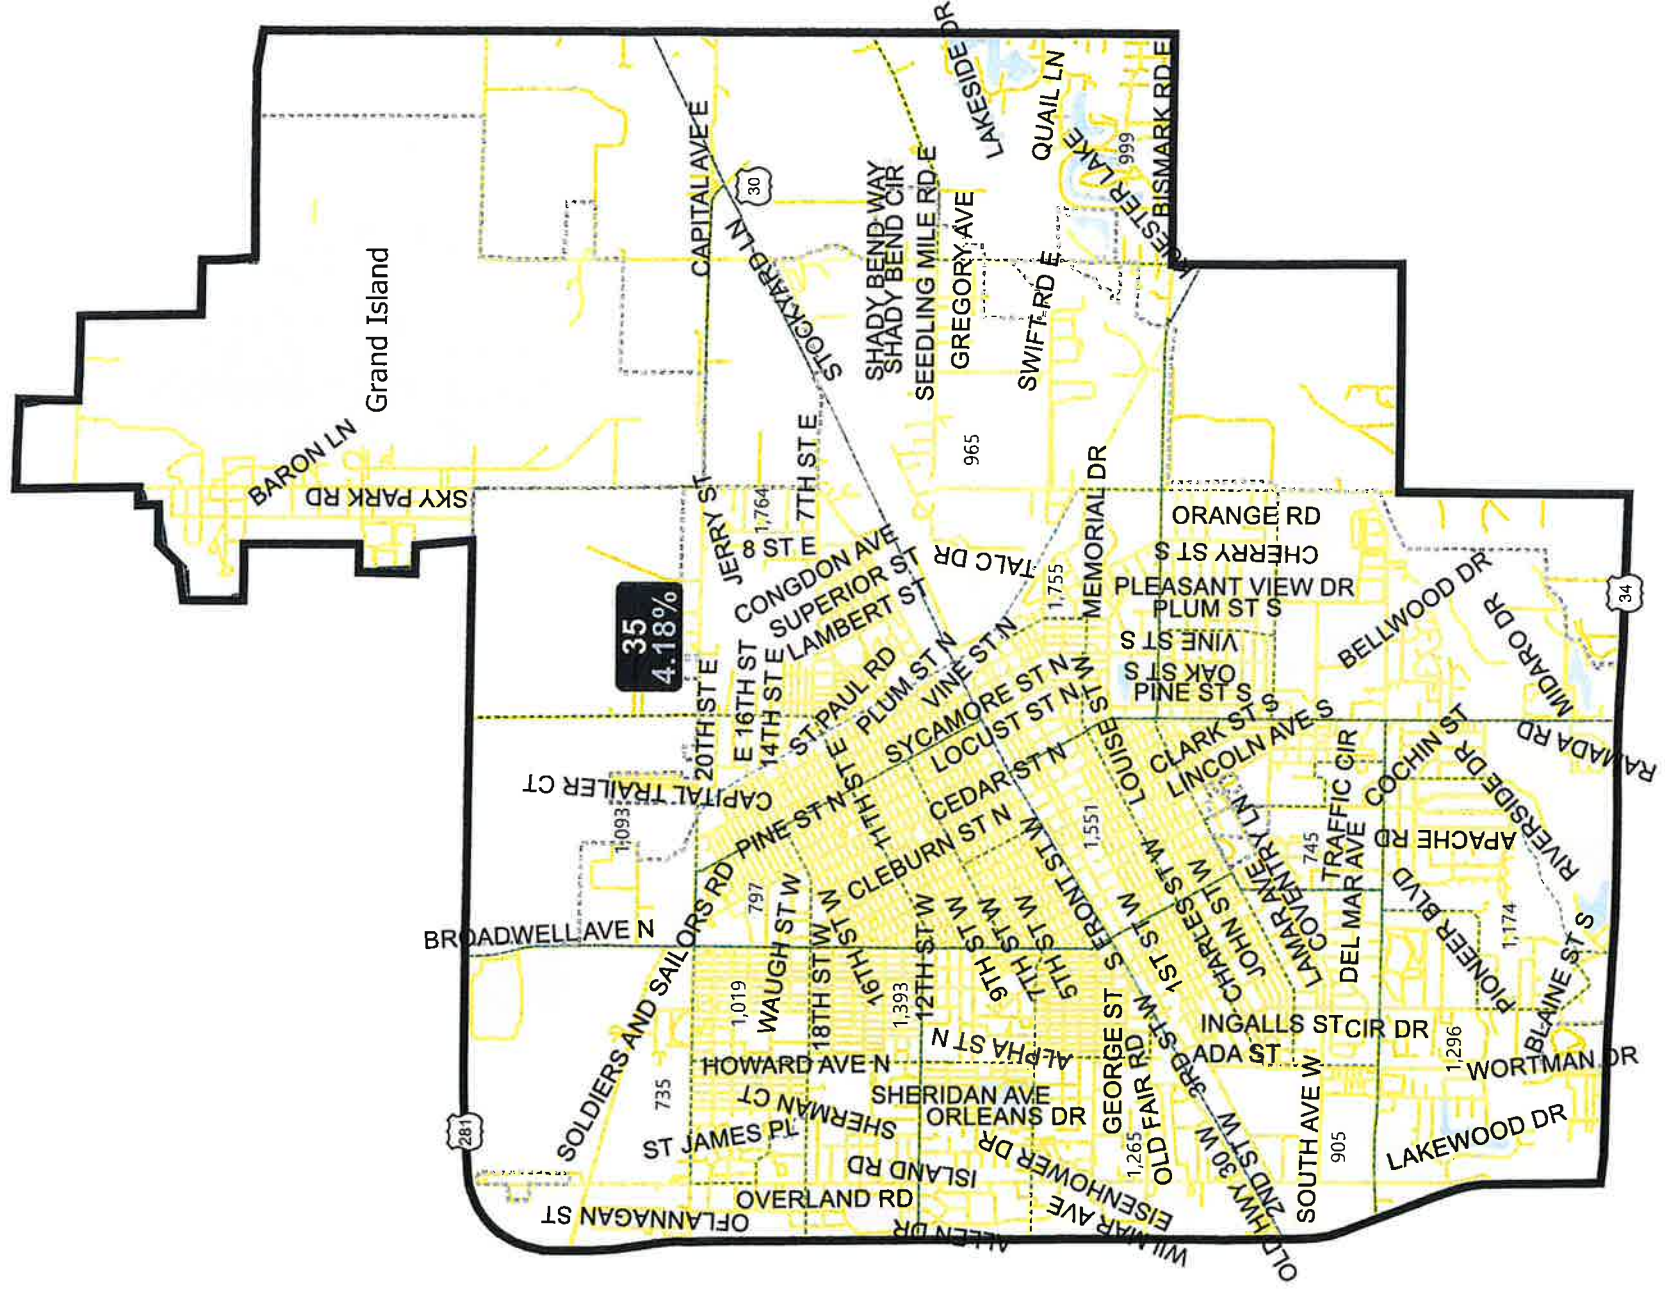 LAKESIDE DR
LAKESIDE DR
QUAIL LN
BISMARK RD E
999
CAPITAL AVE E
30
STOCKYARD LN
SHADY BEND WAY
SHADY BEND CIR
SEEDLING MILE RD E
GREGORY AVE
SWIFT RD E
Grand Island
BARON LN
SKY PARK RD
965
7TH ST E
1,764
JERRY ST
8 ST E
MEMORIAL DR
ORANGE RD
CHERRY ST S
PLEASANT VIEW DR
PLUM ST S
VINE ST S
OAK ST S
PINE ST S
CONGDON AVE
SUPERIOR ST
LAMBERT ST
TALC DR
1,755
BELLWOOD DR
MIDARO DR
34
35
4.18%
20TH ST E
E 16TH ST
14TH ST E
ST PAUL RD
PLUM ST N
VINE ST N
SYCAMORE ST N
LOCUST ST N
LOUISE ST W
CLARK ST S
LINCOLN AVE S
COCHIN ST
RAMADA RD
RIVERSIDE DR
APACHE RD
TRAFFIC CIR
DEL MAR AVE
745
CAPITAL TRAILER CT
1,093
PINE ST N
11TH ST E
CEDAR ST N
CLEBURN ST N
1,551
FRONT ST W
COVENTRY LN
LAMAR AVE
JOHN ST W
CHARLES ST W
1ST ST W
PIONEER BLVD
1,174
BLAINE ST S
BROADWELL AVE N
SOLDIERS AND SAILORS RD
797
WAUGH ST W
18TH ST W
16TH ST W
12TH ST W
9TH ST W
7TH ST W
5TH ST W
1,019
1,393
ALPHA ST N
GEORGE ST
OLD FAIR RD
3RD ST W
INGALLS ST
CIR DR
ADA ST
1,296
WORTMAN DR
735
HOWARD AVE N
SHERIDAN AVE
ORLEANS DR
SHERMAN CT
ST JAMES PL
281
ISLAND RD
OVERLAND RD
OFLANNAGAN ST
ALLEN DR
EISENHOWER DR
WILMAR AVE
1,265
OLD HWY 30 W
2ND ST W
SOUTH AVE W
905
LAKEWOOD DR